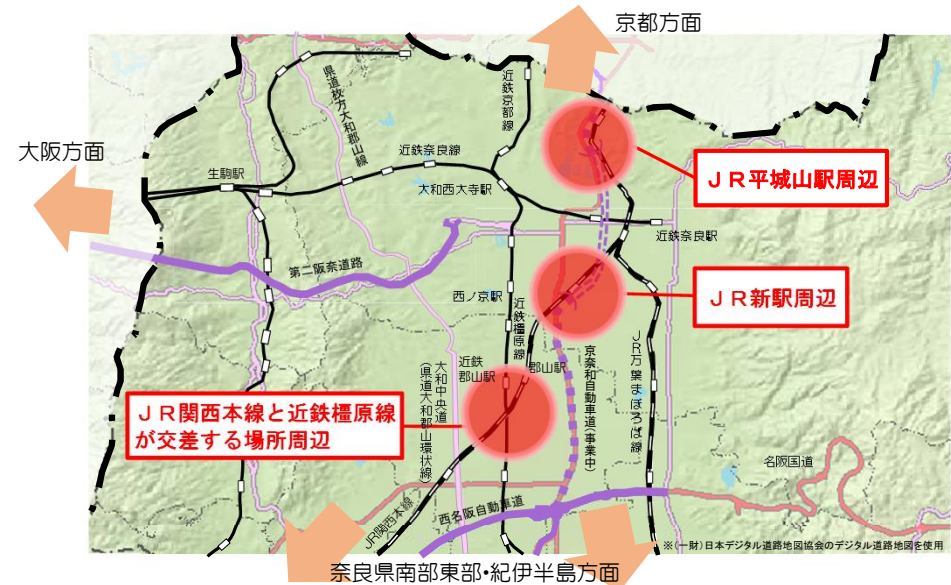 京都方面
大阪方面
県道枚方大和郡山線
近鉄京都線
近鉄奈良線
生駒駅
大和西大寺駅
ＪＲ平城山駅周辺
近鉄奈良駅
第二阪奈道路
西ノ京駅
近鉄橿原線
ＪＲ新駅周辺
近鉄
郡山駅
郡山駅
大和中央道
(県道大和郡山環状線)
京奈和自動車道(事業中)
JR万葉まほろば線
ＪＲ関西本線と近鉄橿原線
が交差する場所周辺
名阪国道
JR関西本線
西名阪自動車道
※(一財)日本デジタル道路地図協会のデジタル道路地図を使用
奈良県南部東部・紀伊半島方面